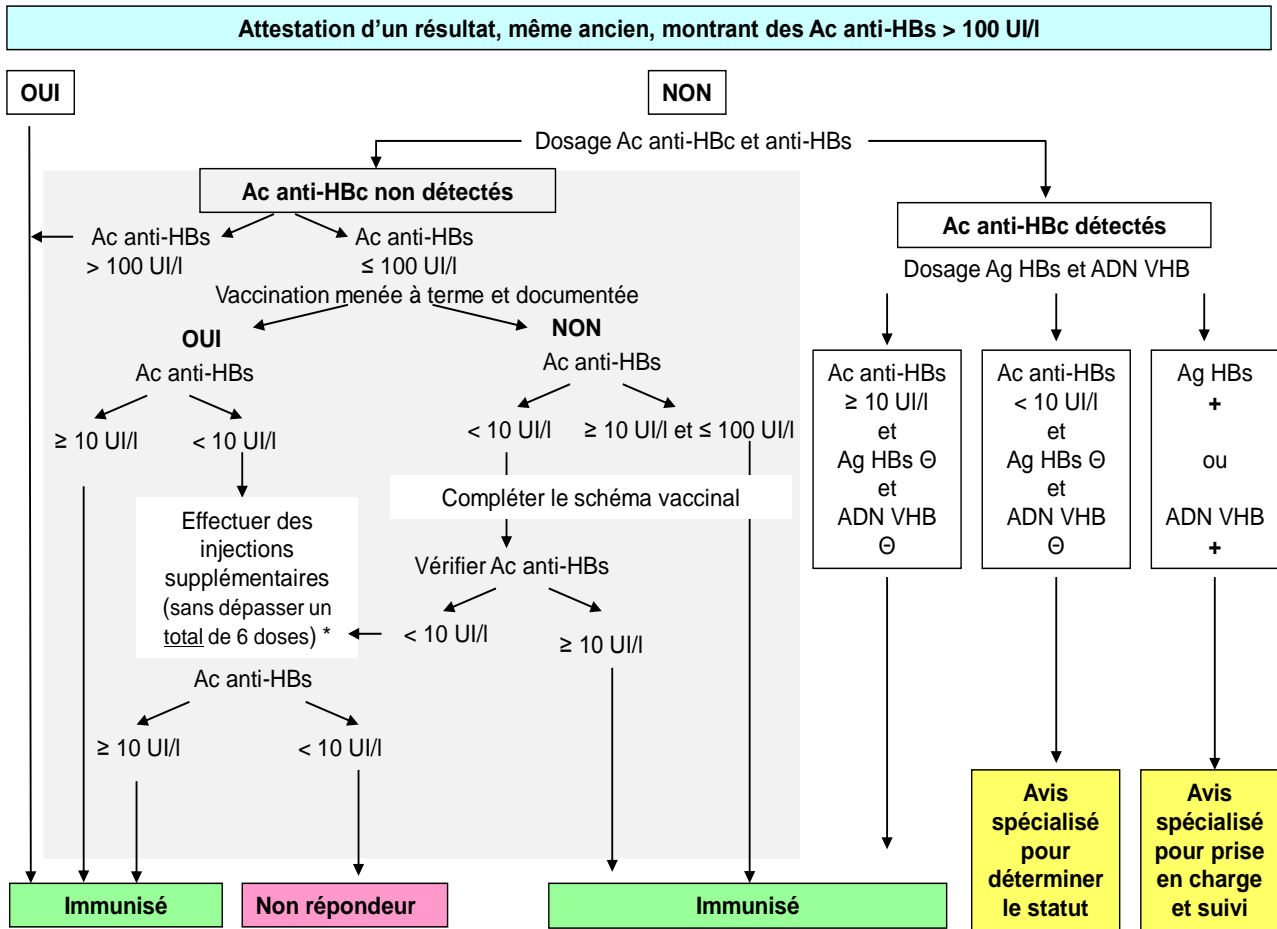 Attestation d'un résultat, même ancien, montrant des Ac anti-HBs > 100 UI/l
OUI
NON
Dosage Ac anti-HBc et anti-HBs
Ac anti-HBc non détectés
Ac anti-HBs
> 100 UI/l
Ac anti-HBs
≤ 100 UI/l
Vaccination menée à terme et documentée
OUI
Ac anti-HBs
≥ 10 UI/l
< 10 UI/l
NON
Ac anti-HBs
< 10 UI/l
≥ 10 UI/l et ≤ 100 UI/l
Effectuer des
injections
supplémentaires
(sans dépasser un
total de 6 doses) *
Compléter le schéma vaccinal
Vérifier Ac anti-HBs
< 10 UI/l
≥ 10 UI/l
Ac anti-HBs
≥ 10 UI/l
< 10 UI/l
Ac anti-HBc détectés
Dosage Ag HBs et ADN VHB
Ac anti-HBs
≥ 10 UI/l
et
Ag HBs Θ
et
ADN VHB
Θ
Ac anti-HBs
< 10 UI/l
et
Ag HBs Θ
et
ADN VHB
Θ
Ag HBs
+
ou
ADN VHB
+
Immunisé
Non répondeur
Immunisé
Avis
spécialisé
pour
déterminer
le statut
Avis
spécialisé
pour prise
en charge
et suivi